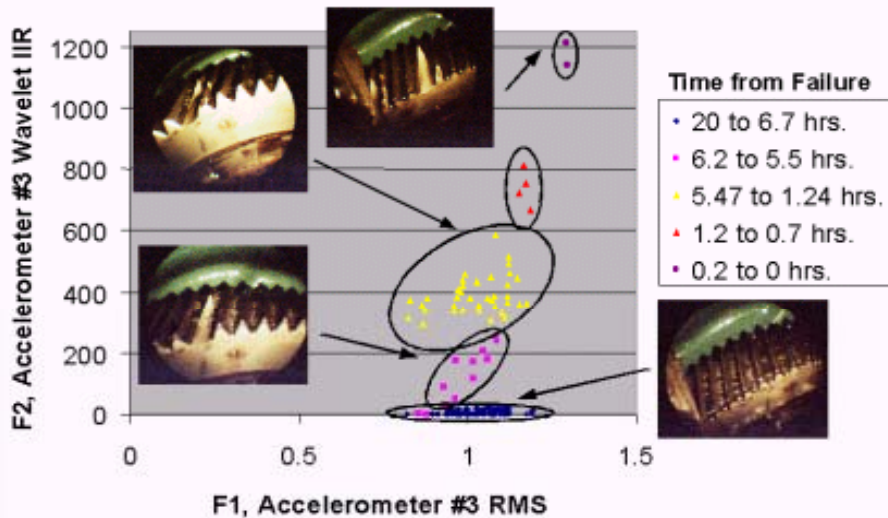 F2, Accelerometer #3 Wavelet IIR
1200
1000
800
600
400
200
0
0
0.5
1
1.5
F1, Accelerometer #3 RMS
Time from Failure
20 to 6.7 hrs.
6.2 to 5.5 hrs.
5.47 to 1.24 hrs.
1.2 to 0.7 hrs.
0.2 to 0 hrs.